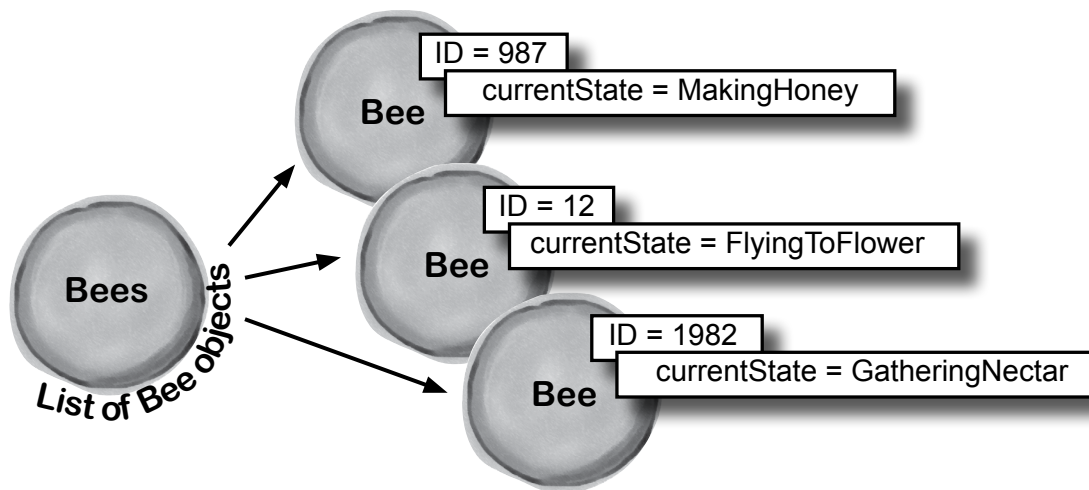 ID = 987
currentState = MakingHoney
Bee
ID = 12
currentState = FlyingToFlower
Bee
Bees
List of Bee objects
ID = 1982
currentState = GatheringNectar
Bee